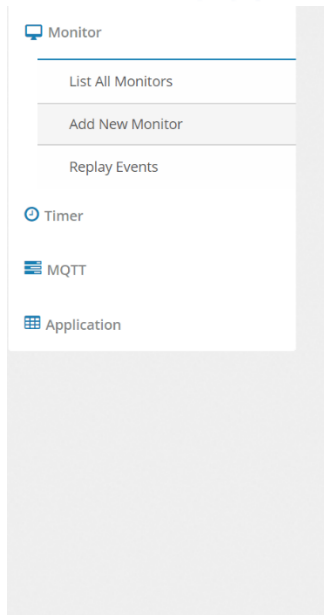 Monitor
List All Monitors
Add New Monitor
Replay Events
Timer
MQTT
Application